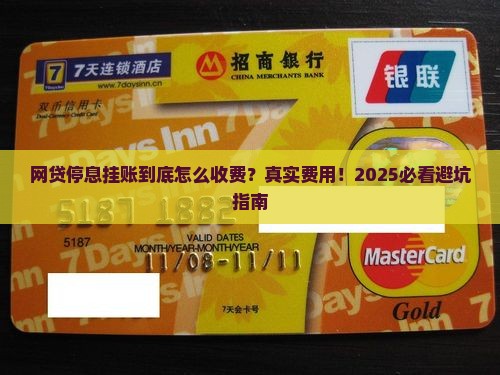 7天连锁酒店
www.7daysinn.cn
双币信用卡
Dual-Currency Credit Card
招商银行
CHINA MERCHANTS BANK
银联
7Days Inn
网贷停息挂账到底怎么收费？真实费用！2025必看避坑
指南
5187 1882
5187
VALID DATES
MONTH/YEAR-MONTH/YEAR
11/08-11/11
7天会卡号
MasterCard
Gold